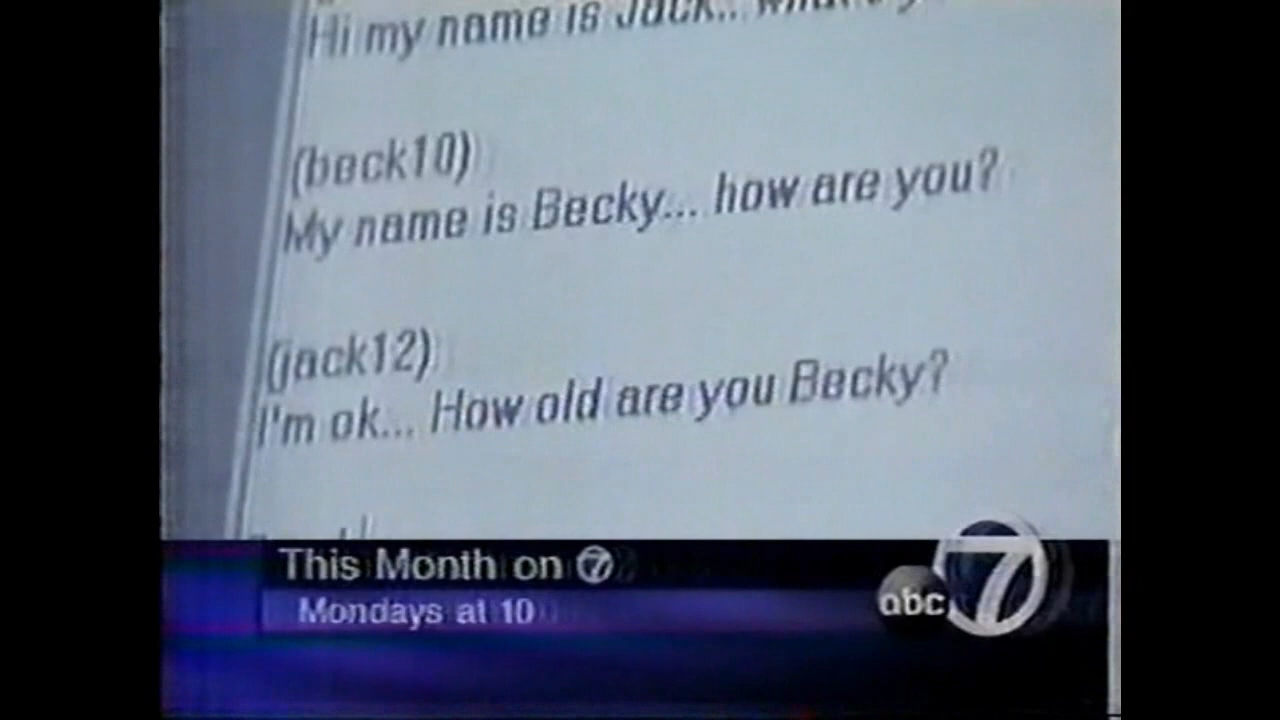 Hi my name is Jack..
(beck10)
My name is Becky... how are you?
(jack12)
I'm ok... How old are you Becky?
This Month on 7
Mondays at 10
abc 7